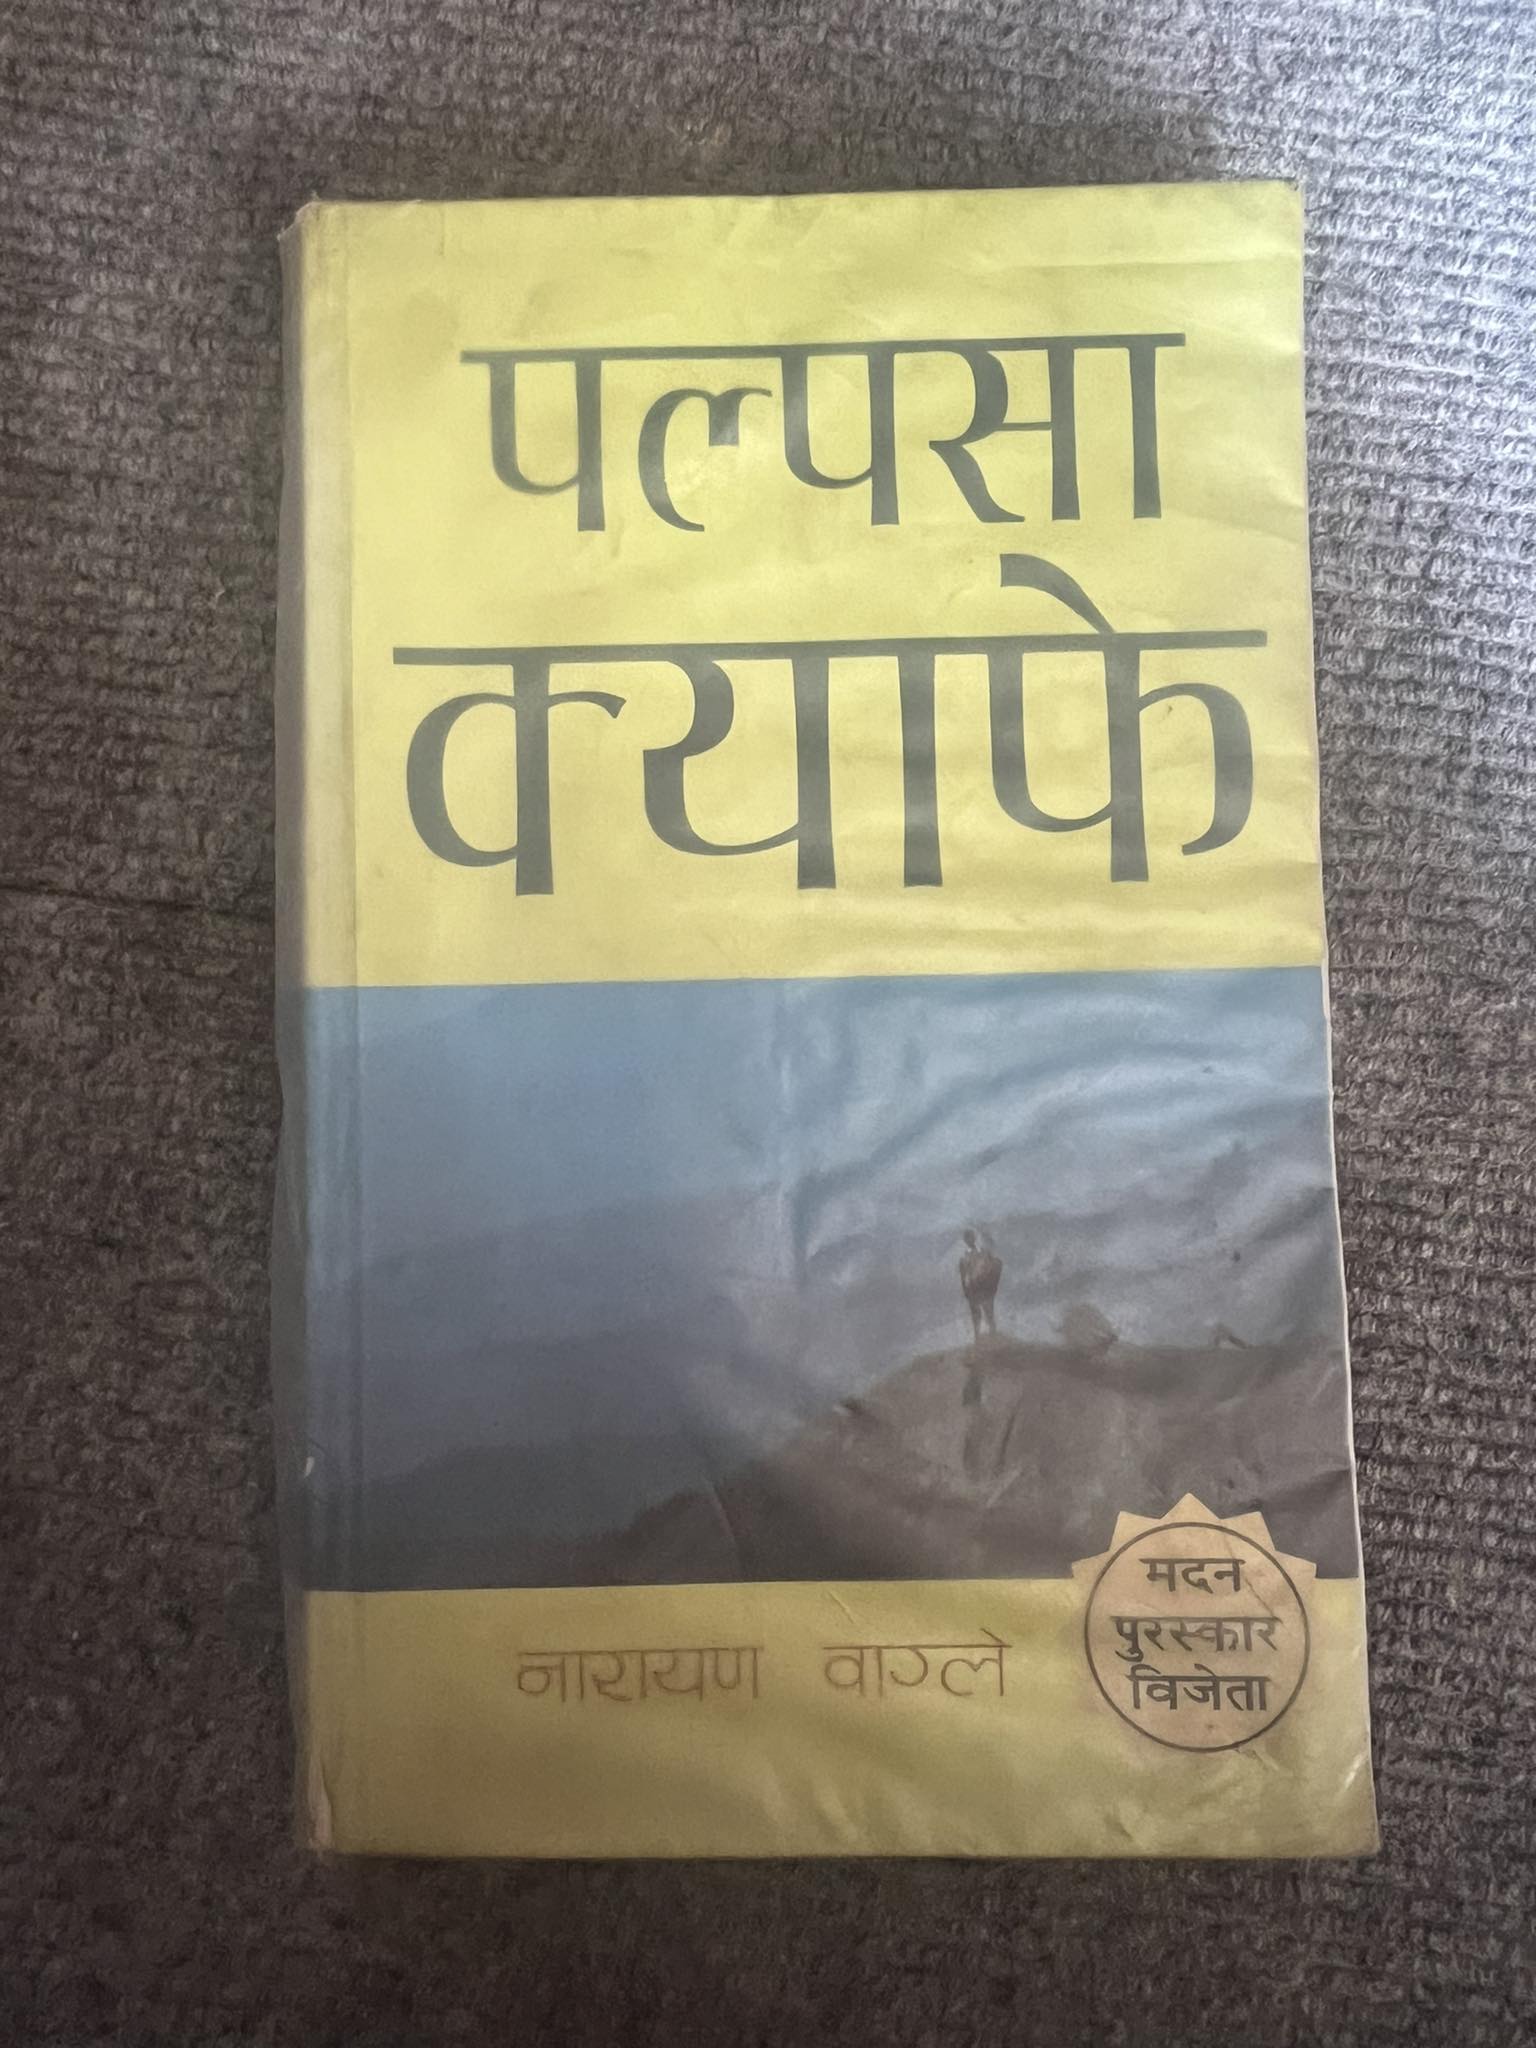 पल्पसा
क्याफे
नारायण वाग्ले
मदन
पुरस्कार
विजेता